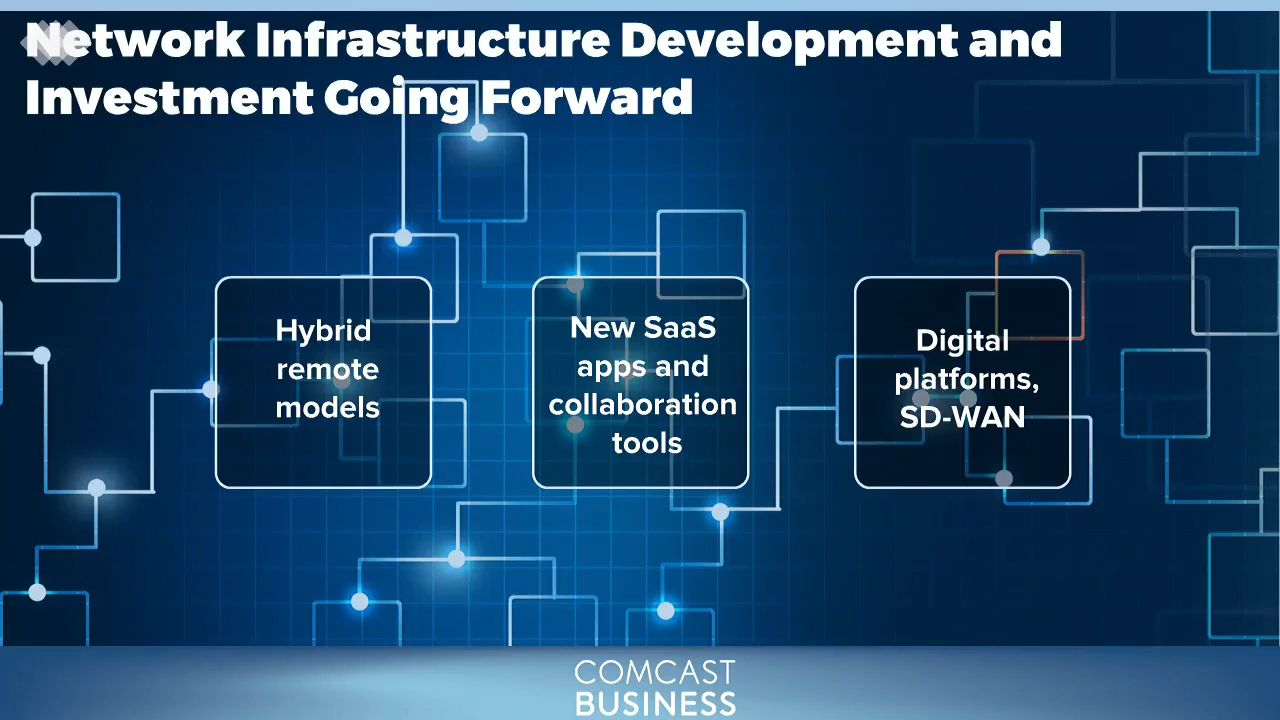 Network Infrastructure Development and
Investment Going Forward
Hybrid
remote
models
New SaaS
apps and
collaboration
tools
Digital
platforms,
SD-WAN
COMCAST
BUSINESS